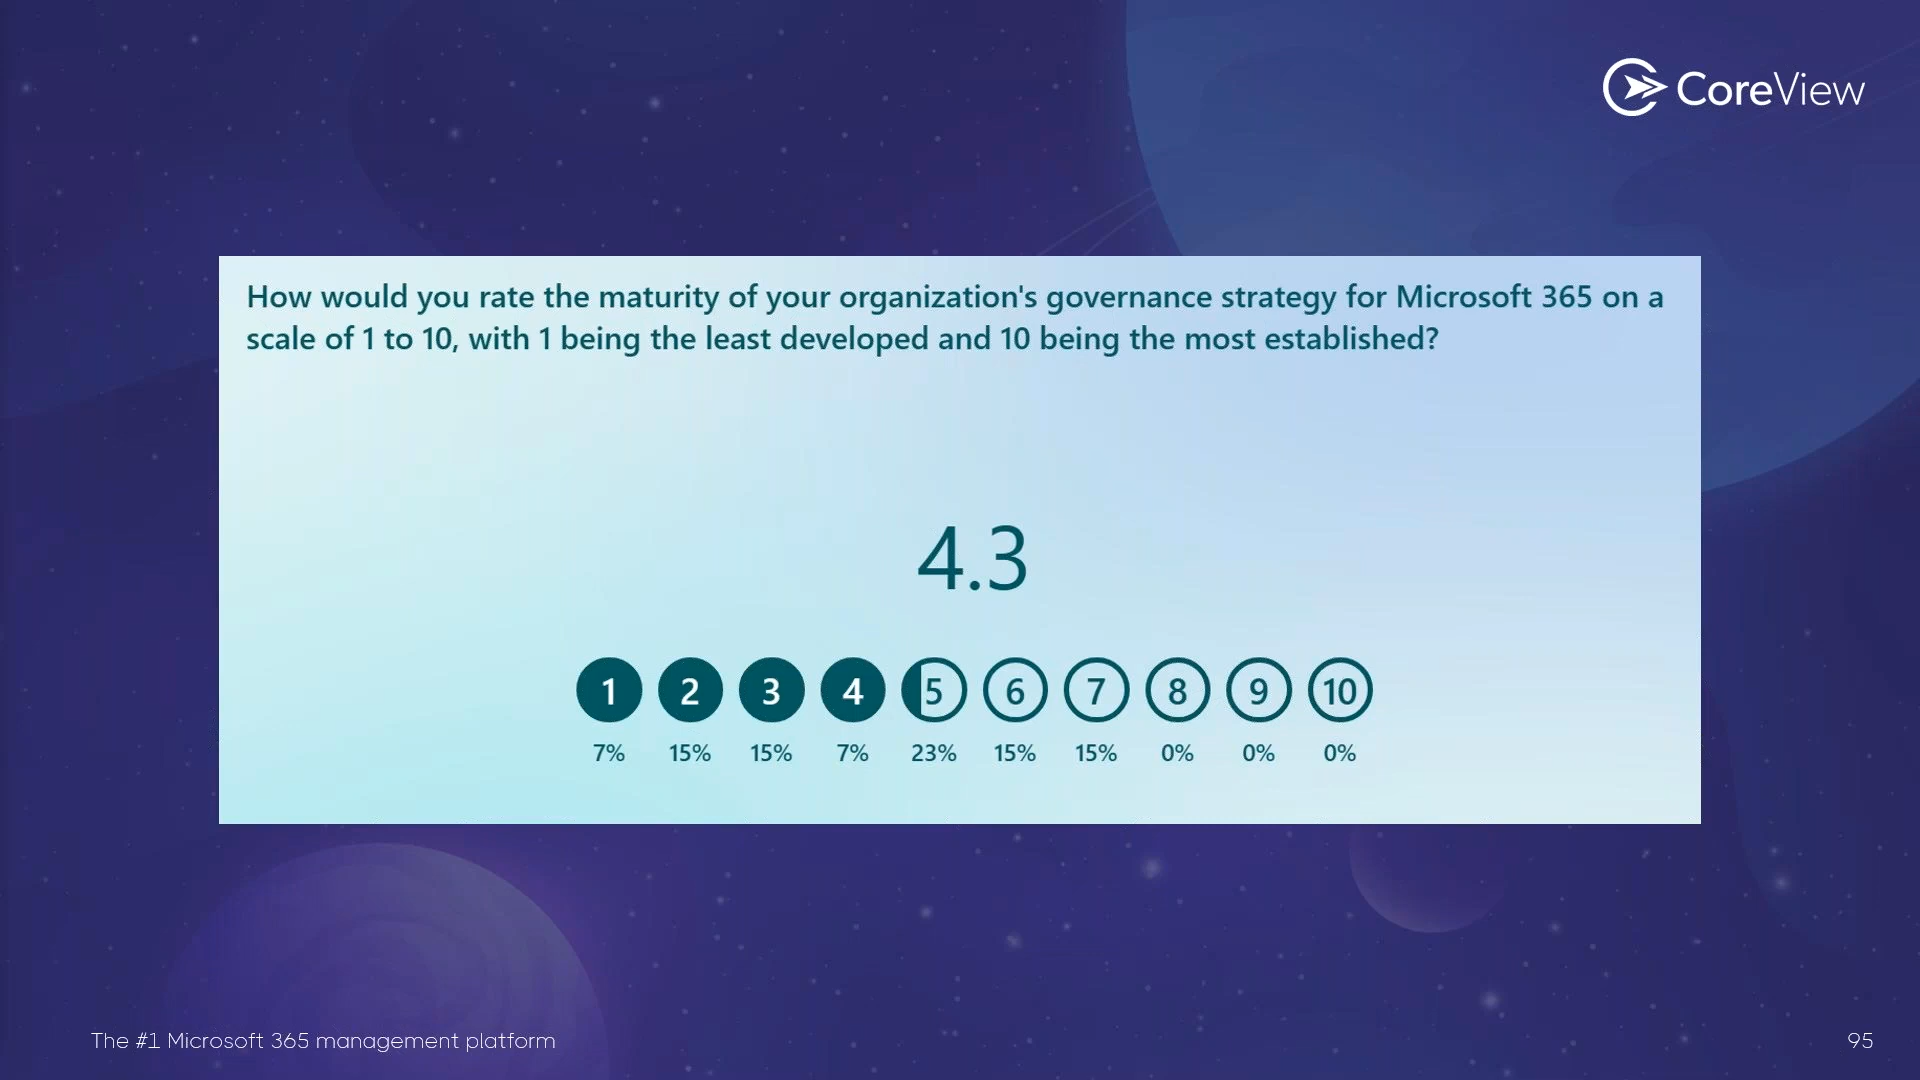 CoreView
How would you rate the maturity of your organization's governance strategy for Microsoft 365 on a
scale of 1 to 10, with 1 being the least developed and 10 being the most established?
4.3
1 2 3 4 5 6 7 8 9 10
7% 15% 15% 7% 23% 15% 15% 0% 0% 0%
The #1 Microsoft 365 management platform
95